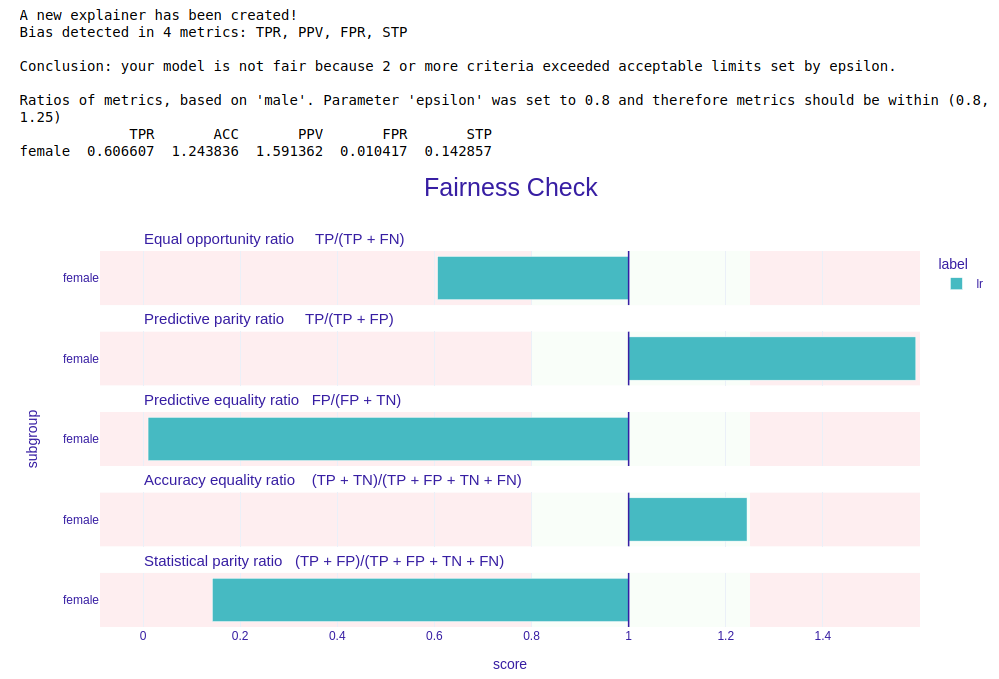 A new explainer has been created!
Bias detected in 4 metrics: TPR, PPV, FPR, STP
Conclusion: your model is not fair because 2 or more criteria exceeded acceptable limits set by epsilon.
Ratios of metrics, based on 'male'. Parameter 'epsilon' was set to 0.8 and therefore metrics should be within (0.8,
1.25)
TPR ACC PPV FPR STP
female 0.606607 1.243836 1.591362 0.010417 0.142857
Fairness Check
Equal opportunity ratio TP/(TP + FN)
female
Predictive parity ratio TP/(TP + FP)
female
Predictive equality ratio FP/(FP + TN)
female
Accuracy equality ratio (TP + TN)/(TP + FP + TN + FN)
female
Statistical parity ratio (TP + FP)/(TP + FP + TN + FN)
female
0 0.2 0.4 0.6 0.8 1 1.2 1.4
score
subgroup
label
lr